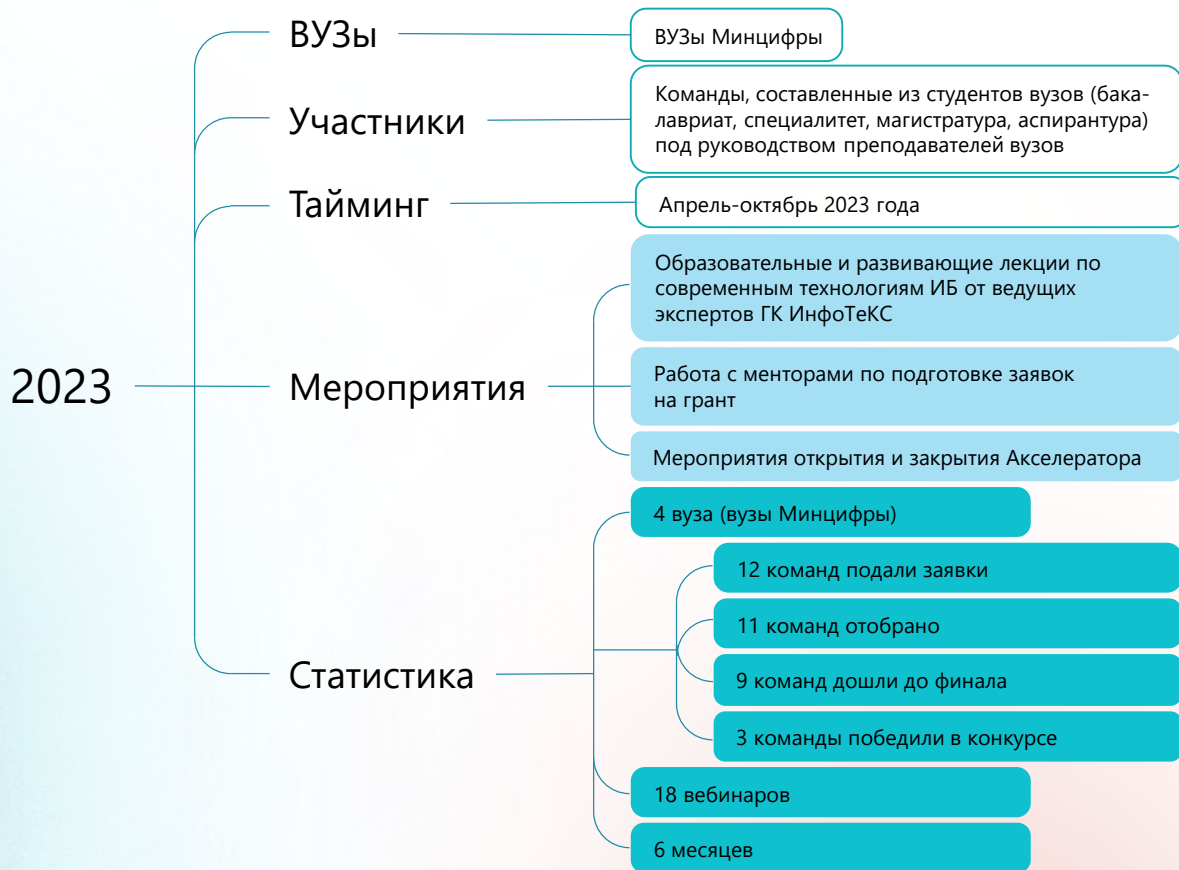 2023
ВУЗы
ВУЗы Минцифры
Участники
Команды, составленные из студентов вузов (бака-
лавриат, специалитет, магистратура, аспирантура)
под руководством преподавателей вузов
Тайминг
Апрель-октябрь 2023 года
Мероприятия
Образовательные и развивающие лекции по
современным технологиям ИБ от ведущих
экспертов ГК ИнфоТеКС
Работа с менторами по подготовке заявок
на грант
Мероприятия открытия и закрытия Акселератора
Статистика
4 вуза (вузы Минцифры)
12 команд подали заявки
11 команд отобрано
9 команд дошли до финала
3 команды победили в конкурсе
18 вебинаров
6 месяцев